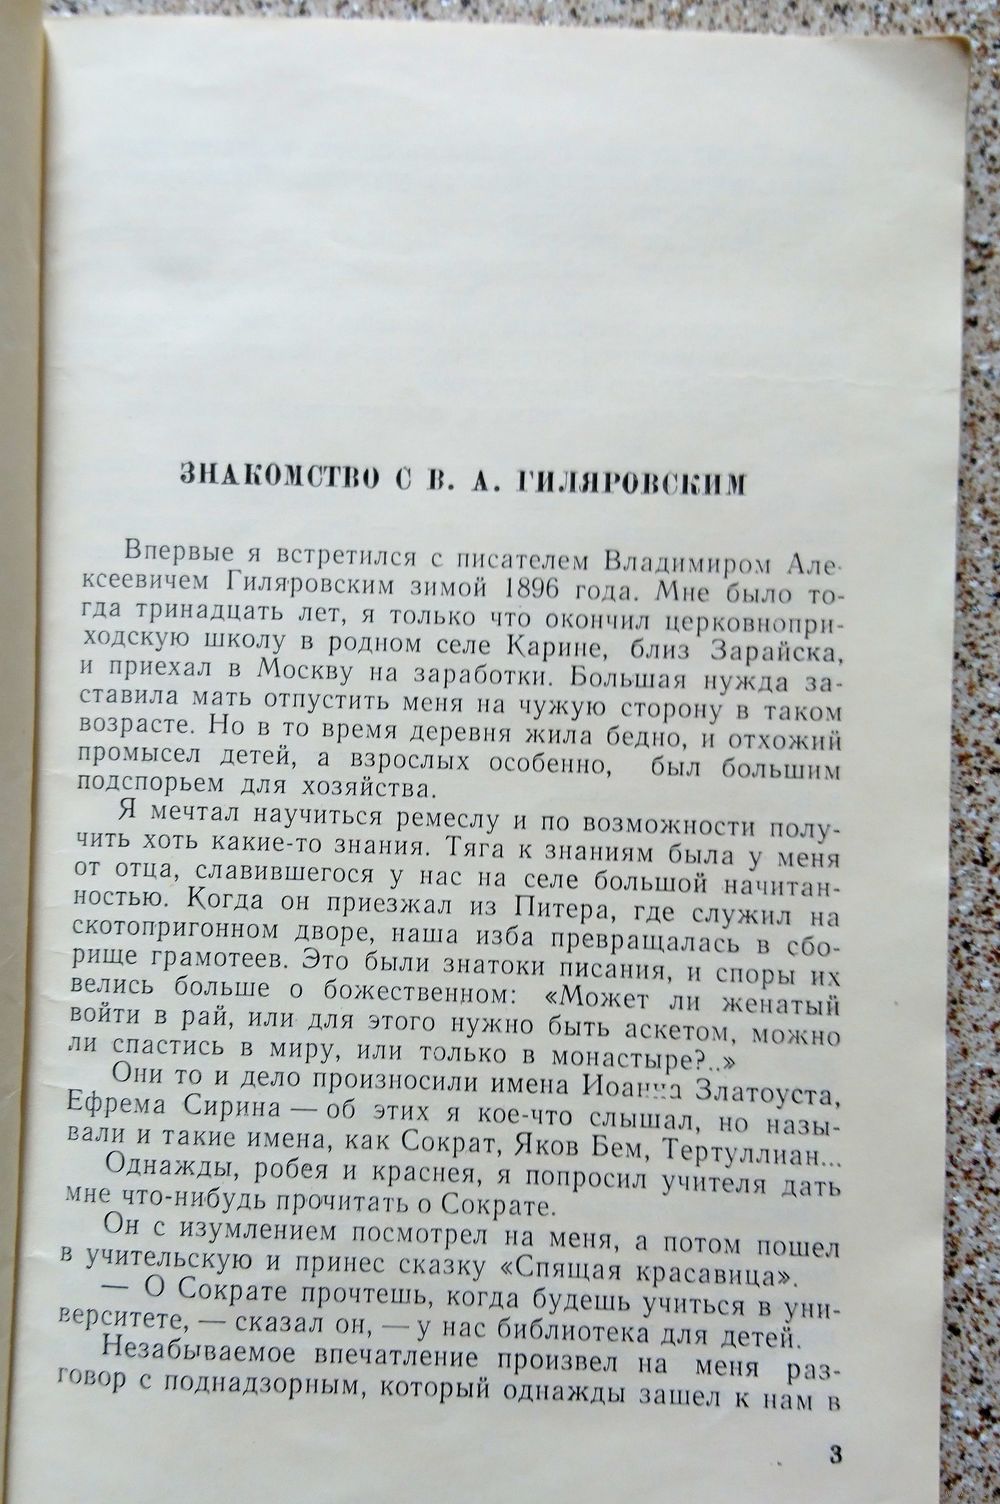 ЗНАКОМСТВО С В. А. ГИЛЯРОВСКИМ
Впервые я встретился с писателем Владимиром Але-
ксеевичем Гиляровским зимой 1896 года. Мне было то-
гда тринадцать лет, я только что окончил церковнопри-
ходскую школу в родном селе Карине, близ Зарайска,
и приехал в Москву на заработки. Большая нужда за-
ставила мать отпустить меня на чужую сторону в таком
возрасте. Но в то время деревня жила бедно, и отхожий
промысел детей, а взрослых особенно, был большим
подспорьем для хозяйства.
Я мечтал научиться ремеслу и по возможности полу-
чить хоть какие-то знания. Тяга к знаниям была у меня
от отца, славившегося у нас на селе большой начитан-
ностью. Когда он приезжал из Питера, где служил на
скотопригонном дворе, наша изба превращалась в сбо-
рище грамотеев. Это были знатоки писания, и споры их
велись больше о божественном: «Может ли женатый
войти в рай, или для этого нужно быть аскетом, можно
ли спастись в миру, или только в монастыре?..»
Они то и дело произносили имена Иоанна Златоуста,
Ефрема Сирина — об этих я кое-что слышал, но назы-
вали и такие имена, как Сократ, Яков Бем, Тертуллиан...
Однажды, робея и краснея, я попросил учителя дать
мне что-нибудь прочитать о Сократе.
Он с изумлением посмотрел на меня, а потом пошел
в учительскую и принес сказку «Спящая красавица».
— О Сократе прочтешь, когда будешь учиться в уни-
верситете, — сказал он, — у нас библиотека для детей.
Незабываемое впечатление произвел на меня раз-
говор с поднадзорным, который однажды зашел к нам в
3